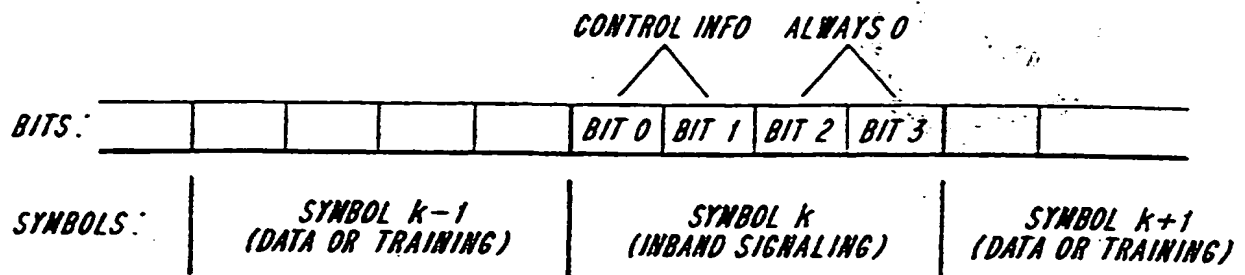 CONTROL INFO ALWAYS 0
BITS: BIT 0 BIT 1 BIT 2 BIT 3
SYMBOLS: SYMBOL k-1 SYMBOL k SYMBOL k+1
(DATA OR TRAINING) (INBAND SIGNALING) (DATA OR TRAINING)